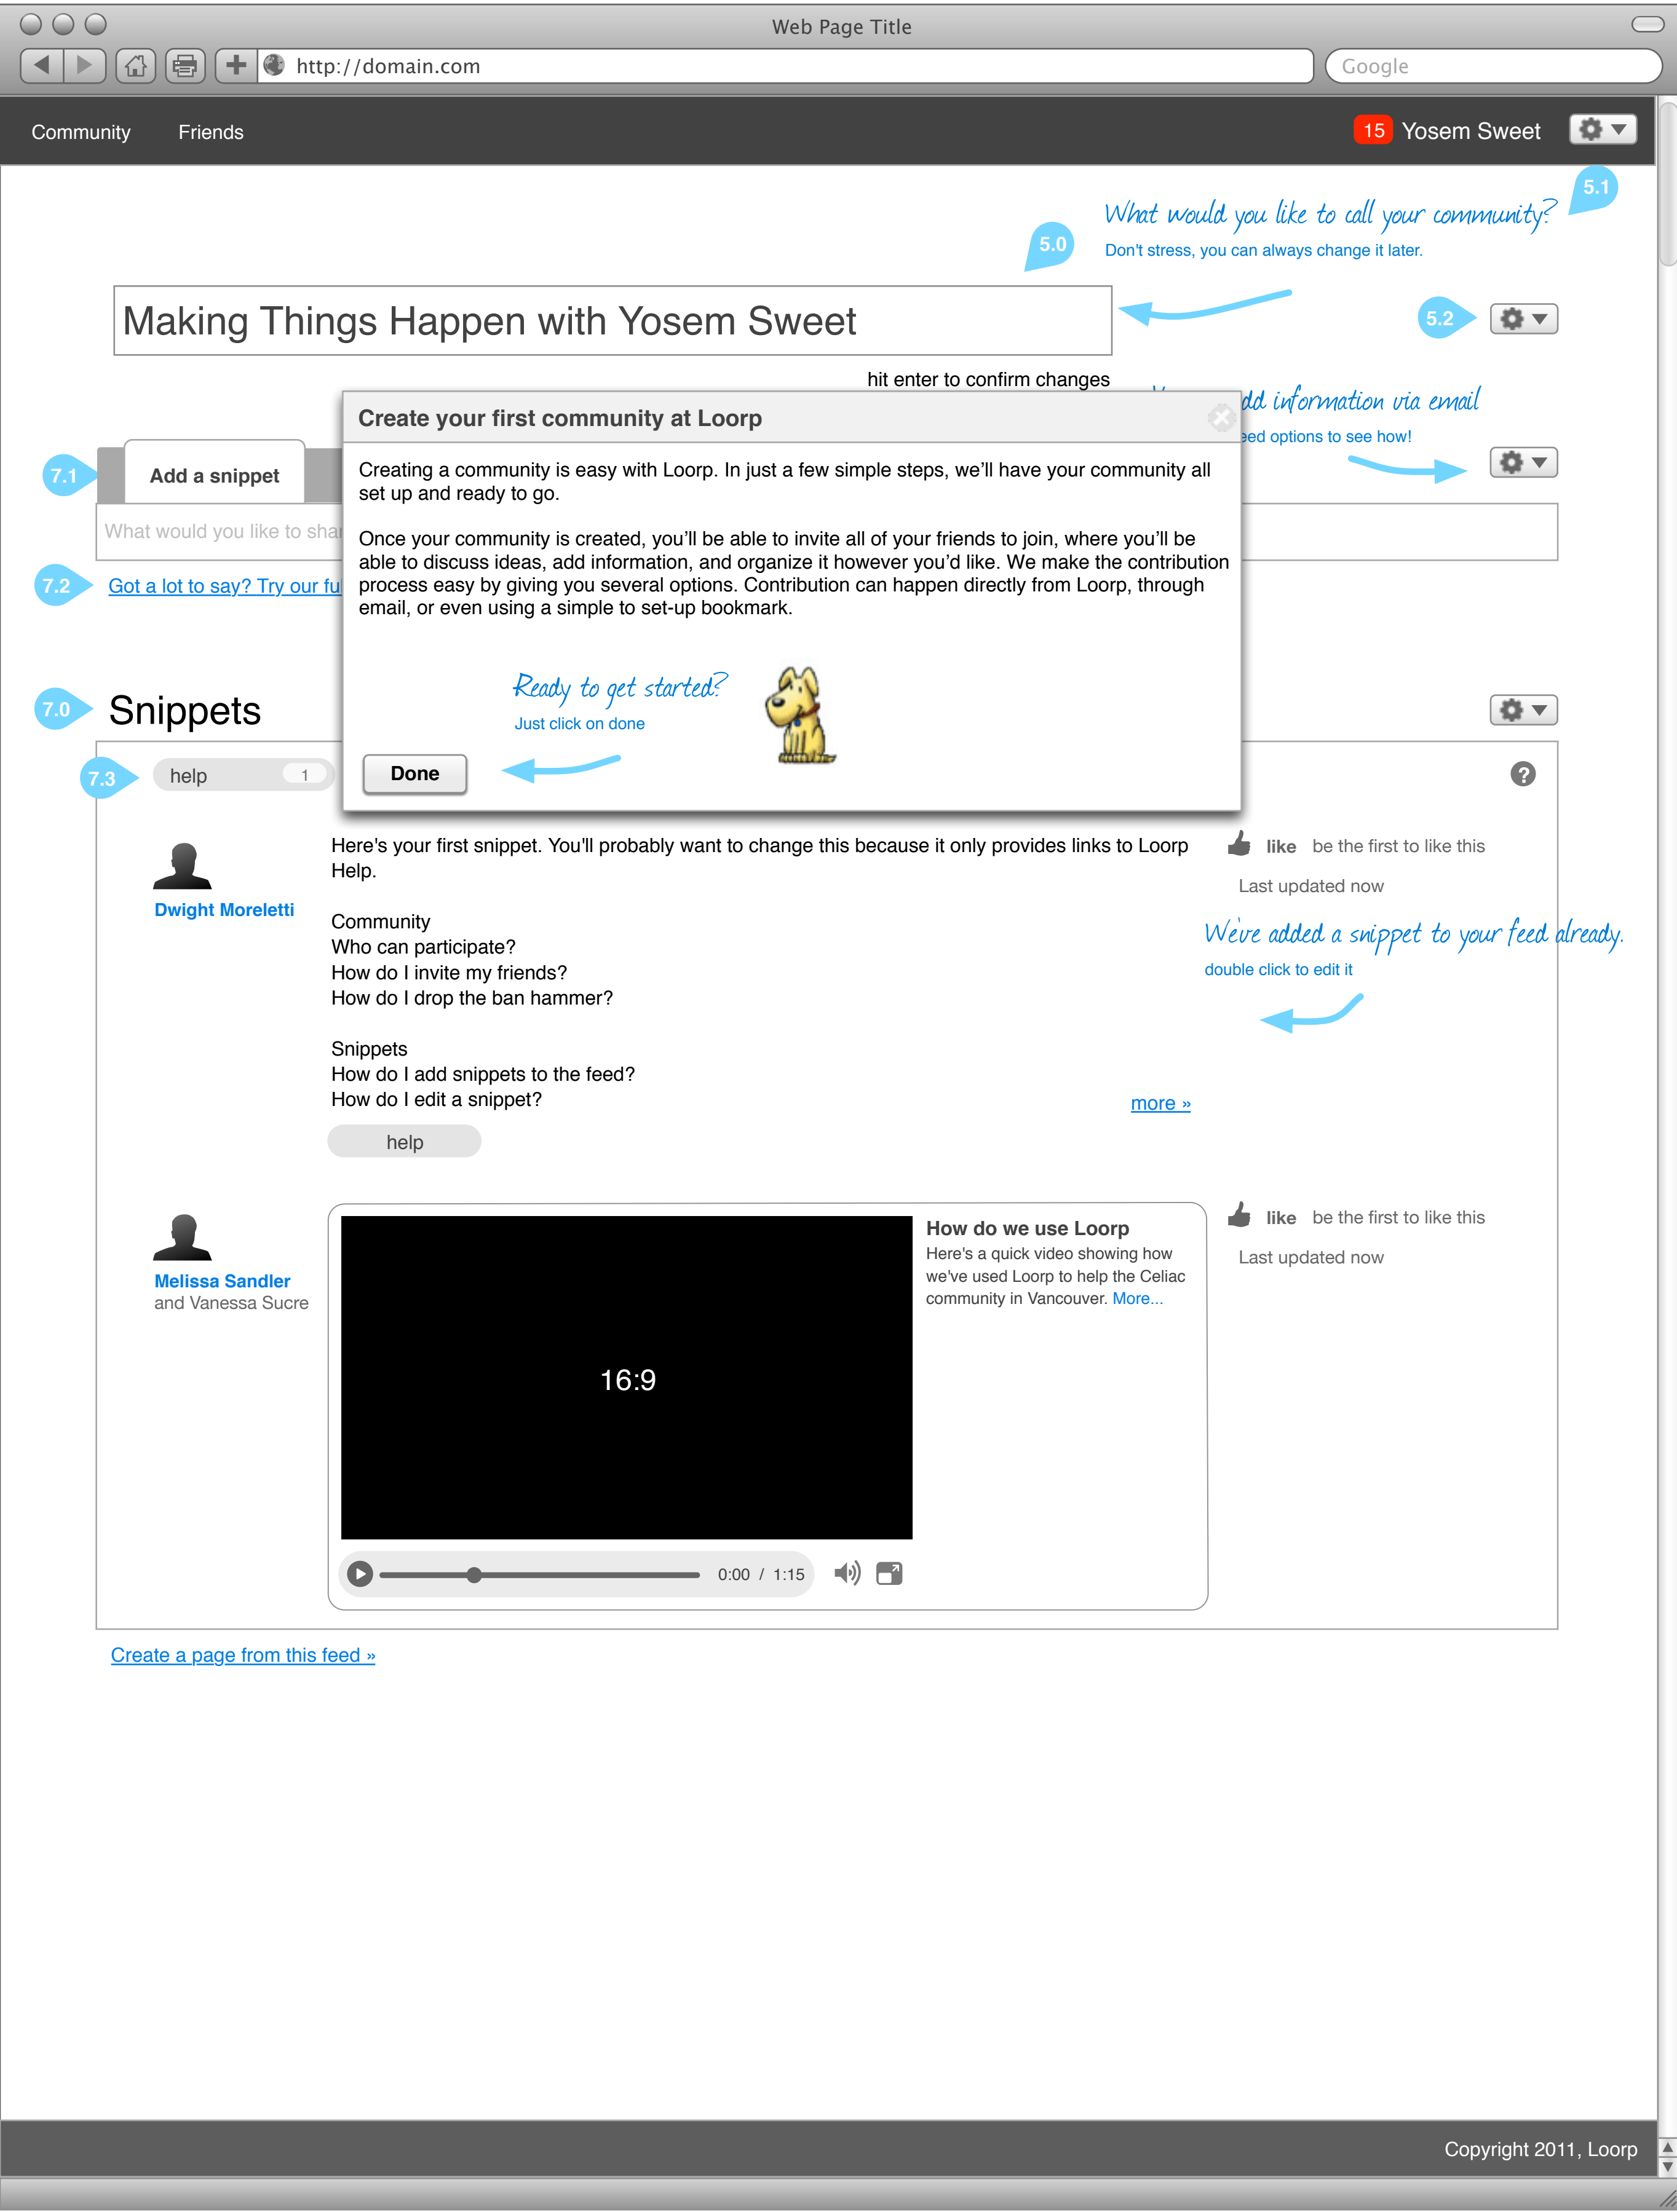 Web Page Title
http://domain.com
Google
Community Friends
15 Yosem Sweet
5.1
What would you like to call your community?
5.0
Don't stress, you can always change it later.
Making Things Happen with Yosem Sweet
5.2
hit enter to confirm changes
dd information via email
eed options to see how!
Create your first community at Loorp
7.1
Add a snippet
Creating a community is easy with Loorp. In just a few simple steps, we'll have your community all
set up and ready to go.
What would you like to sha
Once your community is created, you'll be able to invite all of your friends to join, where you'll be
able to discuss ideas, add information, and organize it however you'd like. We make the contribution
process easy by giving you several options. Contribution can happen directly from Loorp, through
email, or even using a simple to set-up bookmark.
7.2
Got a lot to say? Try our fu
Ready to get started?
Just click on done
Done
7.0
Snippets
7.3
help 1
?
Here's your first snippet. You'll probably want to change this because it only provides links to Loorp
Help.
like be the first to like this
Last updated now
Dwight Moreletti
Community
Who can participate?
How do I invite my friends?
How do I drop the ban hammer?
We've added a snippet to your feed already.
double click to edit it
Snippets
How do I add snippets to the feed?
How do I edit a snippet?
more »
help
like be the first to like this
Last updated now
Melissa Sandler
and Vanessa Sucre
16:9
How do we use Loorp
Here's a quick video showing how
we've used Loorp to help the Celiac
community in Vancouver. More...
0:00 / 1:15
Create a page from this feed »
Copyright 2011, Loorp